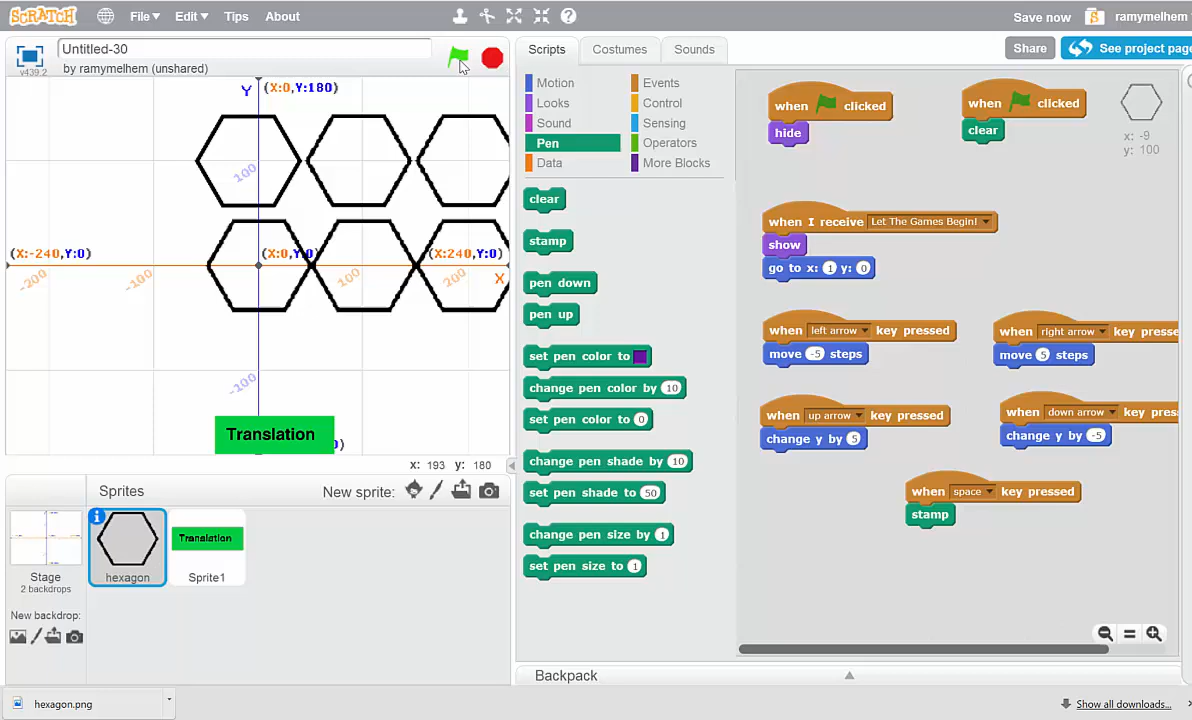 SCRATCH File▼ Edit▼ Tips About Save now ramymelhem
Untitled-30 Scripts Costumes Sounds Share See project page
v439.2 by ramymelhem (unshared)
Y (X:0,Y:180)
100
(X:-240,Y:0) (X:0,Y:0) (X:240,Y:0)
-200 -100 100 200 X
-100
Translation )
x: 193 y: 180
Motion Events
Looks Control
Sound Sensing
Pen Operators
Data More Blocks
clear
stamp
pen down
pen up
set pen color to
change pen color by 10
set pen color to 0
change pen shade by 10
set pen shade to 50
change pen size by 1
set pen size to 1
when clicked
hide
when clicked
clear
x: -9
y: 100
when I receive Let The Games Begin!
show
go to x: 1 y: 0
when left arrow key pressed
move -5 steps
when right arrow key presse
move 5 steps
when up arrow key pressed
change y by 5
when down arrow key pres
change y by -5
when space key pressed
stamp
Sprites New sprite:
Translation
Stage
2 backdrops
hexagon
Sprite1
New backdrop:
Backpack
hexagon.png Show all downloads...